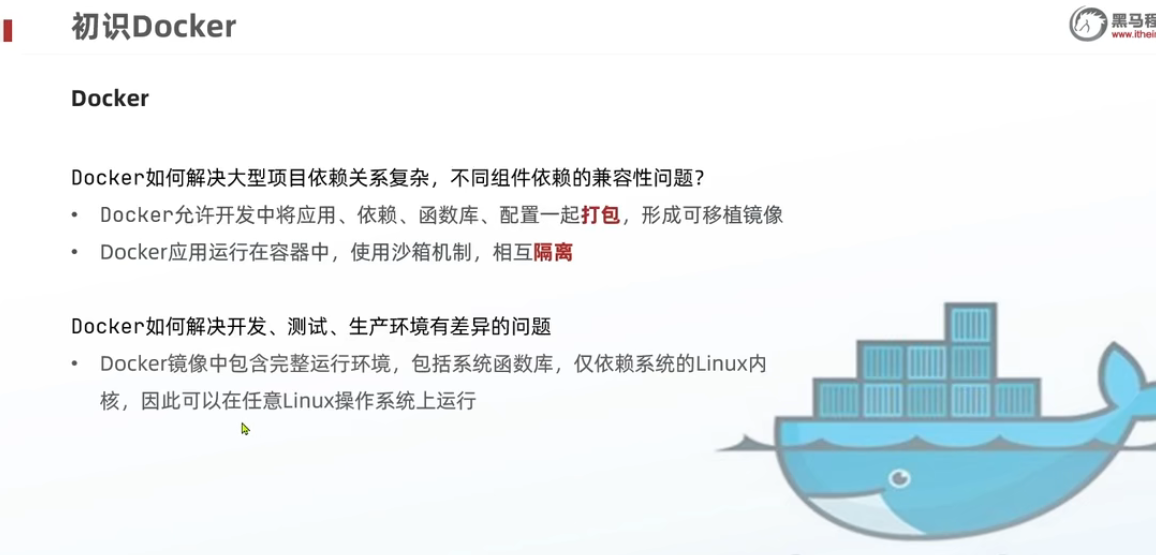 初识Docker
黑马程
www.ithei
Docker
Docker如何解决大型项目依赖关系复杂，不同组件依赖的兼容性问题？
• Docker允许开发中将应用、依赖、函数库、配置一起打包，形成可移植镜像
• Docker应用运行在容器中，使用沙箱机制，相互隔离
Docker如何解决开发、测试、生产环境有差异的问题
• Docker镜像中包含完整运行环境，包括系统函数库，仅依赖系统的Linux内
核，因此可以在任意Linux操作系统上运行